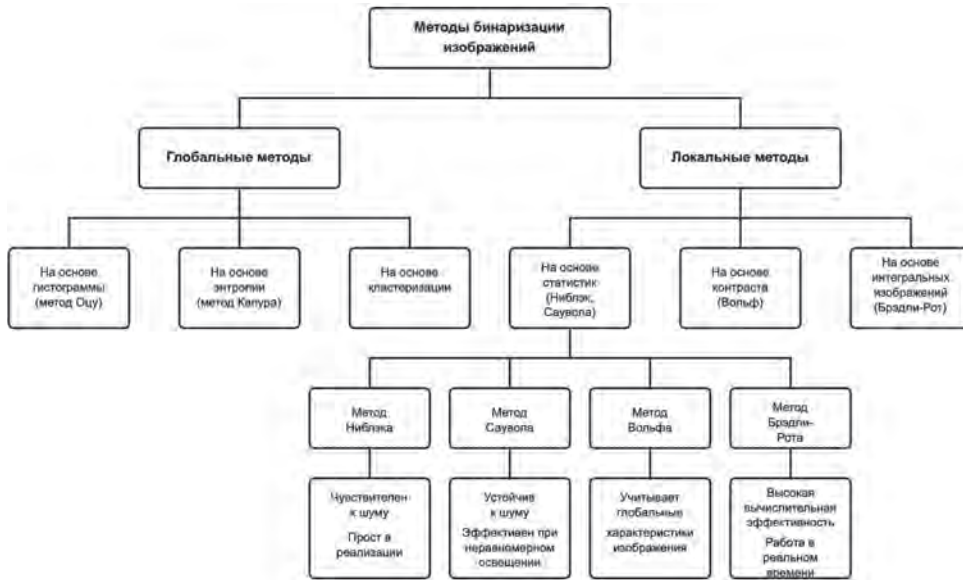 Методы бинаризации
изображений
Глобальные методы
Локальные методы
На основе
гистограммы
(метод Оцу)
На основе
энтропии
(метод Капура)
На основе
кластеризации
На основе
статистик
(Ниблэк,
Саувола)
На основе
контраста
(Вольф)
На основе
интегральных
изображений
(Брэдли-Рот)
Метод
Ниблэка
Метод
Саувола
Метод
Вольфа
Метод
Брэдли-
Рота
Чувствителен
к шуму
Прост в
реализации
Устойчив
к шуму
Эффективен при
неравномерном
освещении
Учитывает
глобальные
характеристики
изображения
Высокая
вычислительная
эффективность
Работа в
реальном
времени